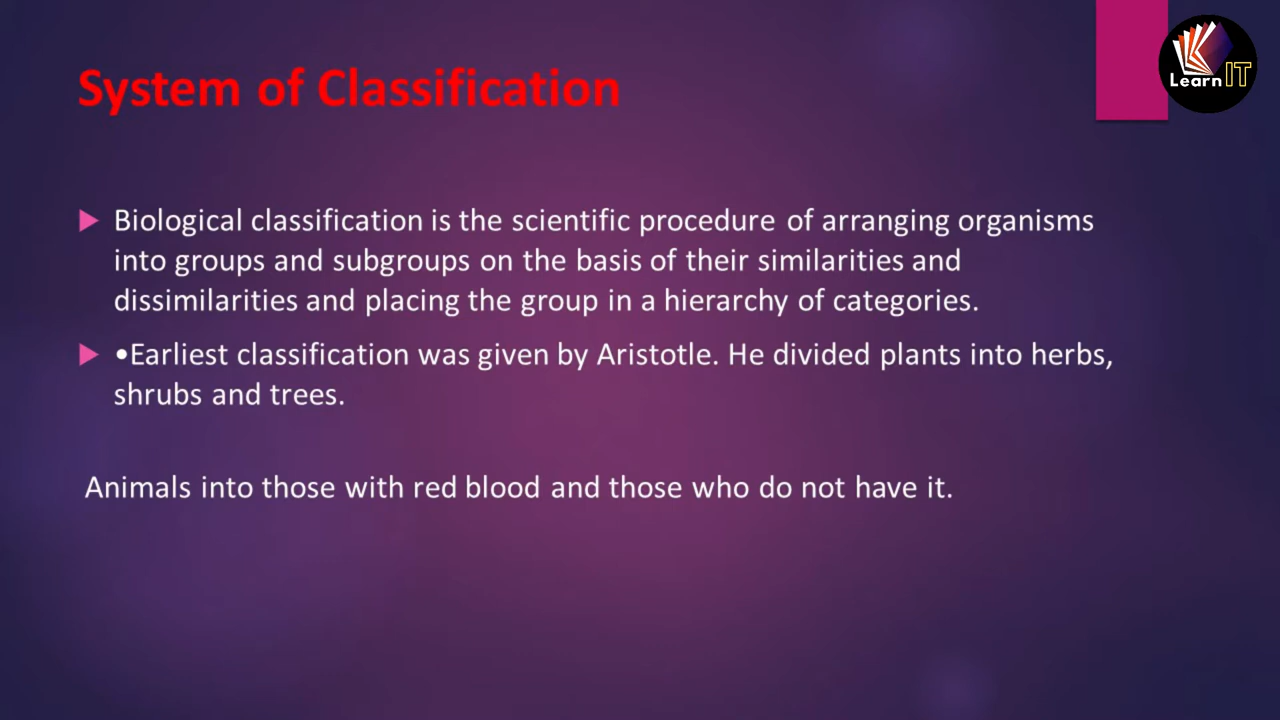 System of Classification
Learn IT
Biological classification is the scientific procedure of arranging organisms
into groups and subgroups on the basis of their similarities and
dissimilarities and placing the group in a hierarchy of categories.
•Earliest classification was given by Aristotle. He divided plants into herbs,
shrubs and trees.
Animals into those with red blood and those who do not have it.